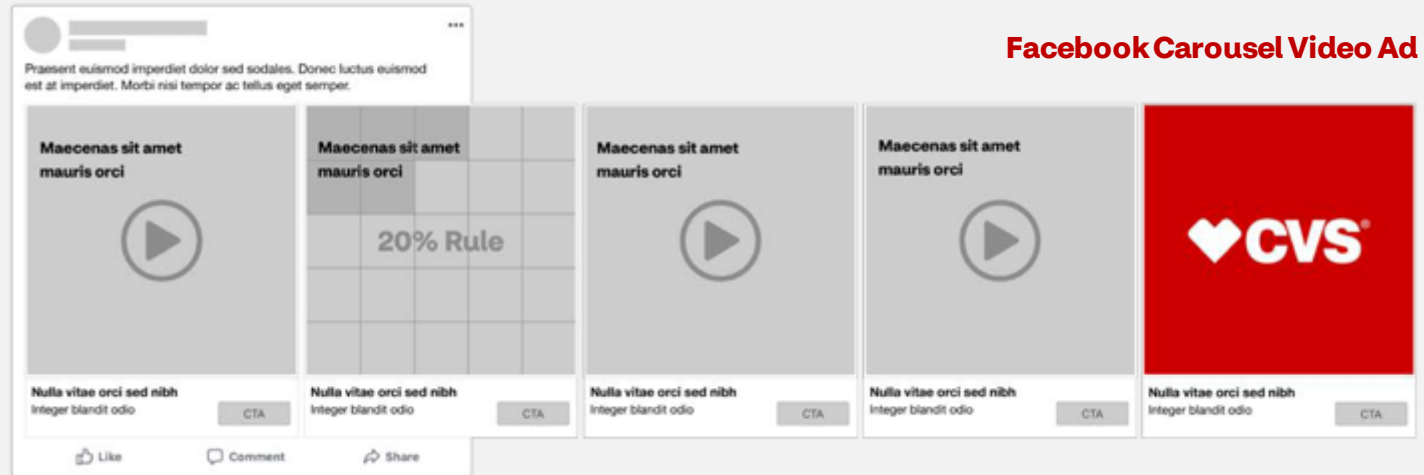 Facebook Carousel Video Ad
Praesent euismod imperdiet dolor sed sodales. Donec luctus euismod
est at imperdiet. Morbi nisi tempor ac tellus eget semper.
Maecenas sit amet
mauris orci
Nulla vitae orci sed nibh
Integer blandit odio
CTA
Maecenas sit amet
mauris orci
20% Rule
Nulla vitae orci sed nibh
Integer blandit odio
CTA
Maecenas sit amet
mauris orci
Nulla vitae orci sed nibh
Integer blandit odio
CTA
Maecenas sit amet
mauris orci
Nulla vitae orci sed nibh
Integer blandit odio
CTA
CVS®
Nulla vitae orci sed nibh
Integer blandit odio
CTA
Like
Comment
Share